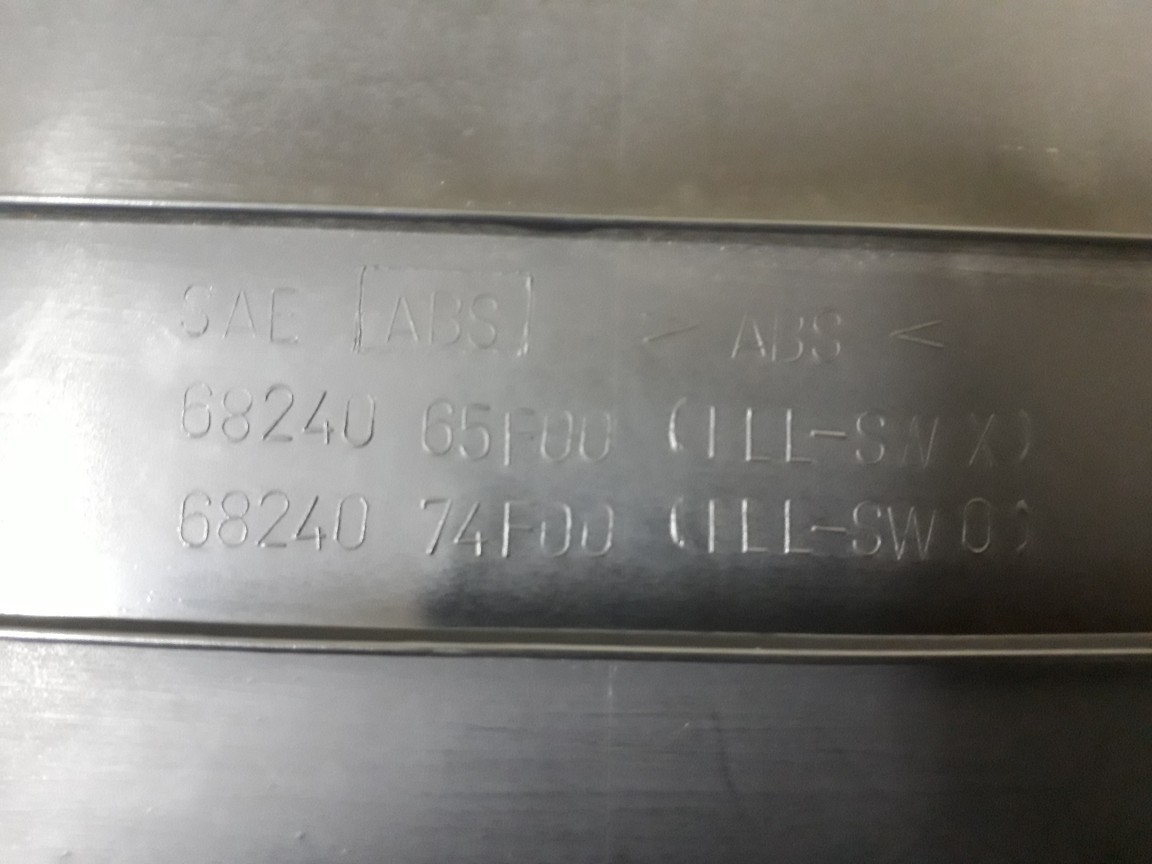 SAE [ABS] > ABS <
68240 65F00 (ILL-SW X)
68240 74F00 (ILL-SW O)